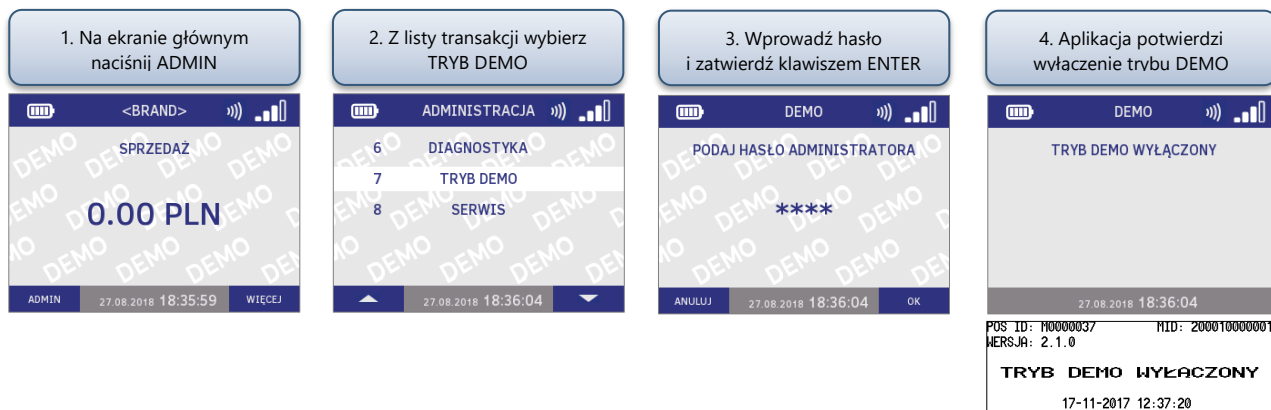 1. Na ekranie głównym
naciśnij ADMIN
2. Z listy transakcji wybierz
TRYB DEMO
3. Wprowadź hasło
i zatwierdź klawiszem ENTER
4. Aplikacja potwierdzi
wyłączenie trybu DEMO
<BRAND>
SPRZEDAŻ
0.00 PLN
ADMIN 27.08.2018 18:35:59 WIĘCEJ
ADMINISTRACJA
6 DIAGNOSTYKA
7 TRYB DEMO
8 SERWIS
27.08.2018 18:36:04
DEMO
PODAJ HASŁO ADMINISTRATORA
****
ANULUJ 27.08.2018 18:36:04 OK
DEMO
TRYB DEMO WYŁĄCZONY
27.08.2018 18:36:04
POS ID: M0000037 MID: 200010000001
WERSJA: 2.1.0
TRYB DEMO WYŁĄCZONY
17-11-2017 12:37:20